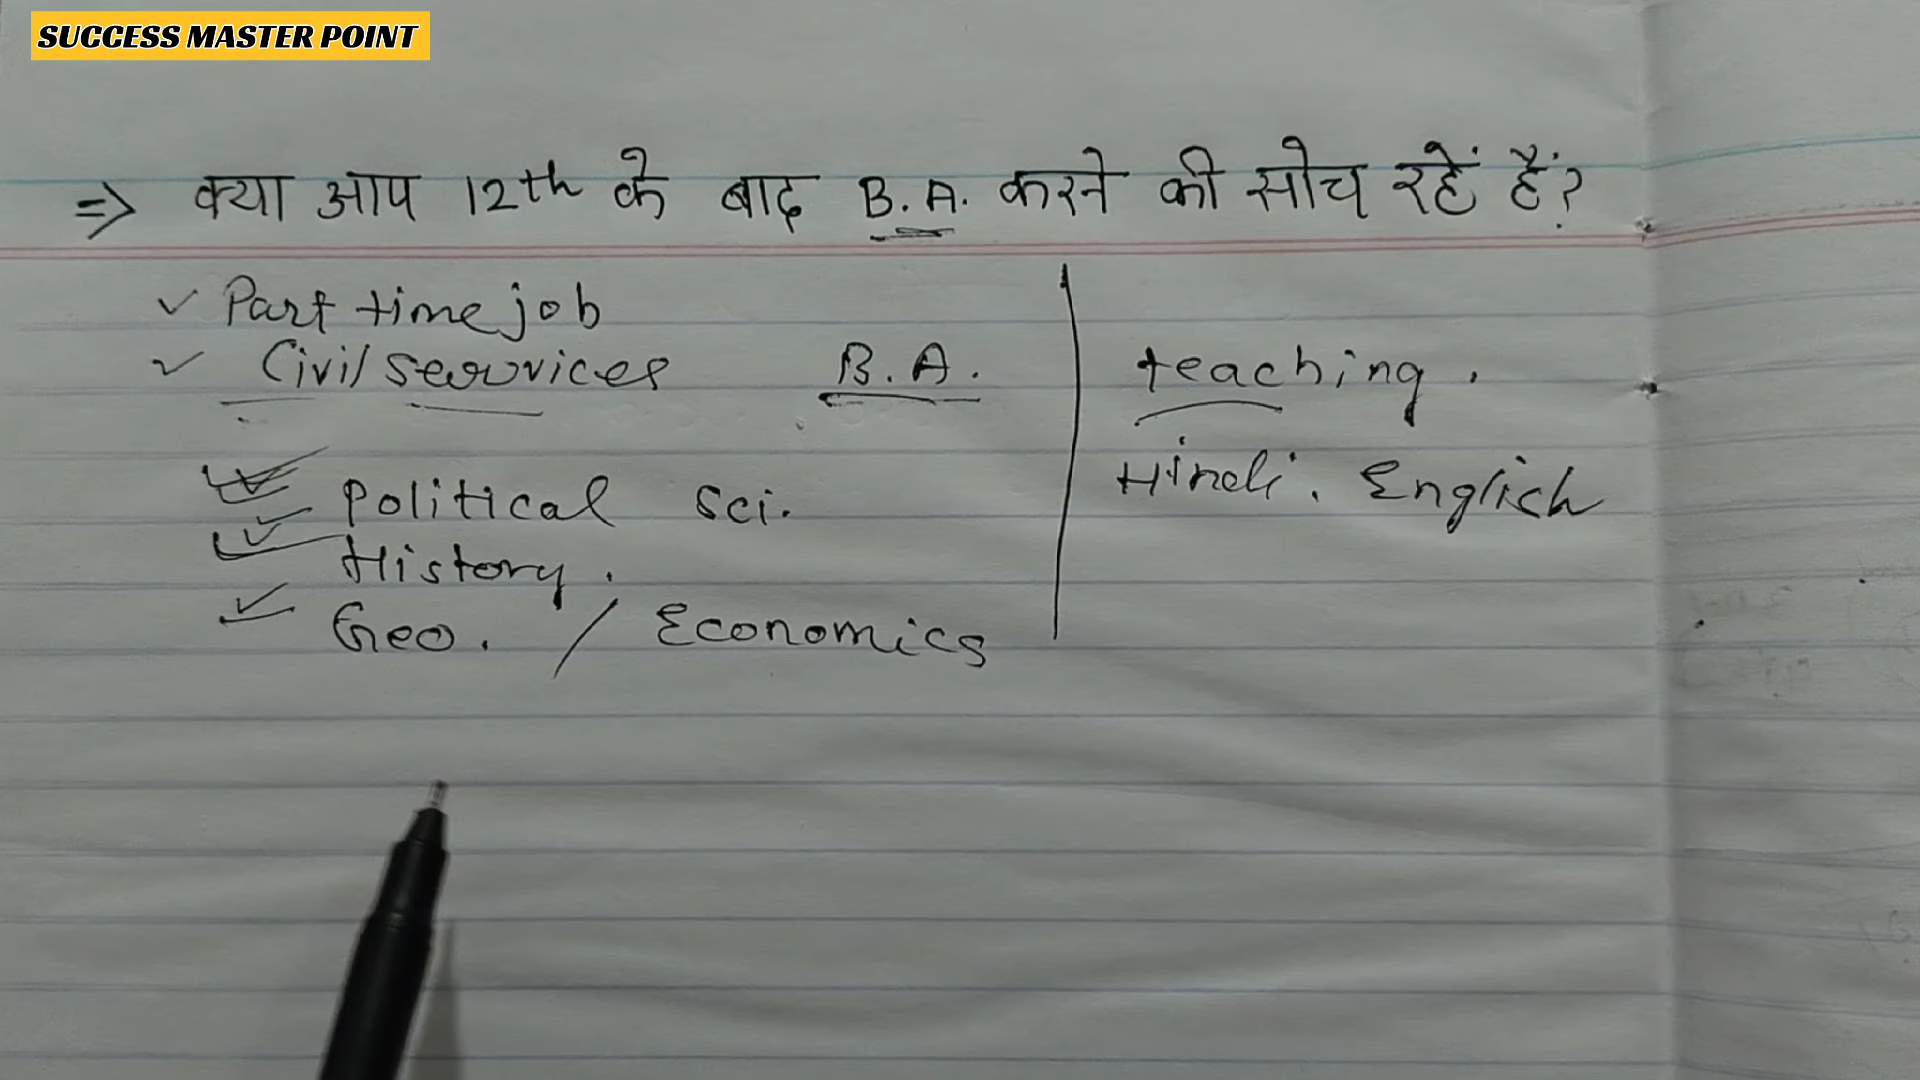 SUCCESS MASTER POINT
=> क्या आप 12th के बाद B.A. करने की सोच रहें हैं?
✓ Part time job
✓ Civil services B.A.
Political Sci.
History.
Geo. / Economics
teaching.
Hindi. English